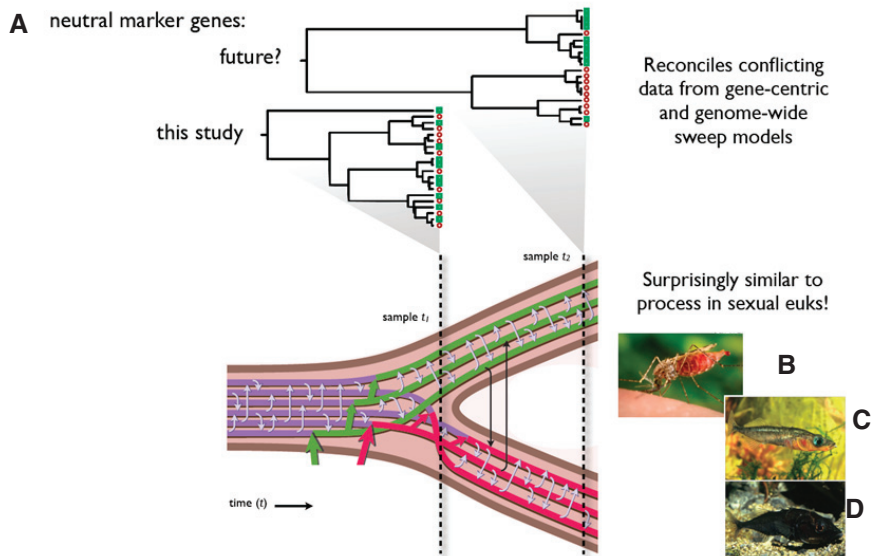 A
neutral marker genes:
future?
this study
Reconciles conflicting
data from gene-centric
and genome-wide
sweep models
sample t₂
sample t₁
Surprisingly similar to
process in sexual euks!
B
C
D
time (t)